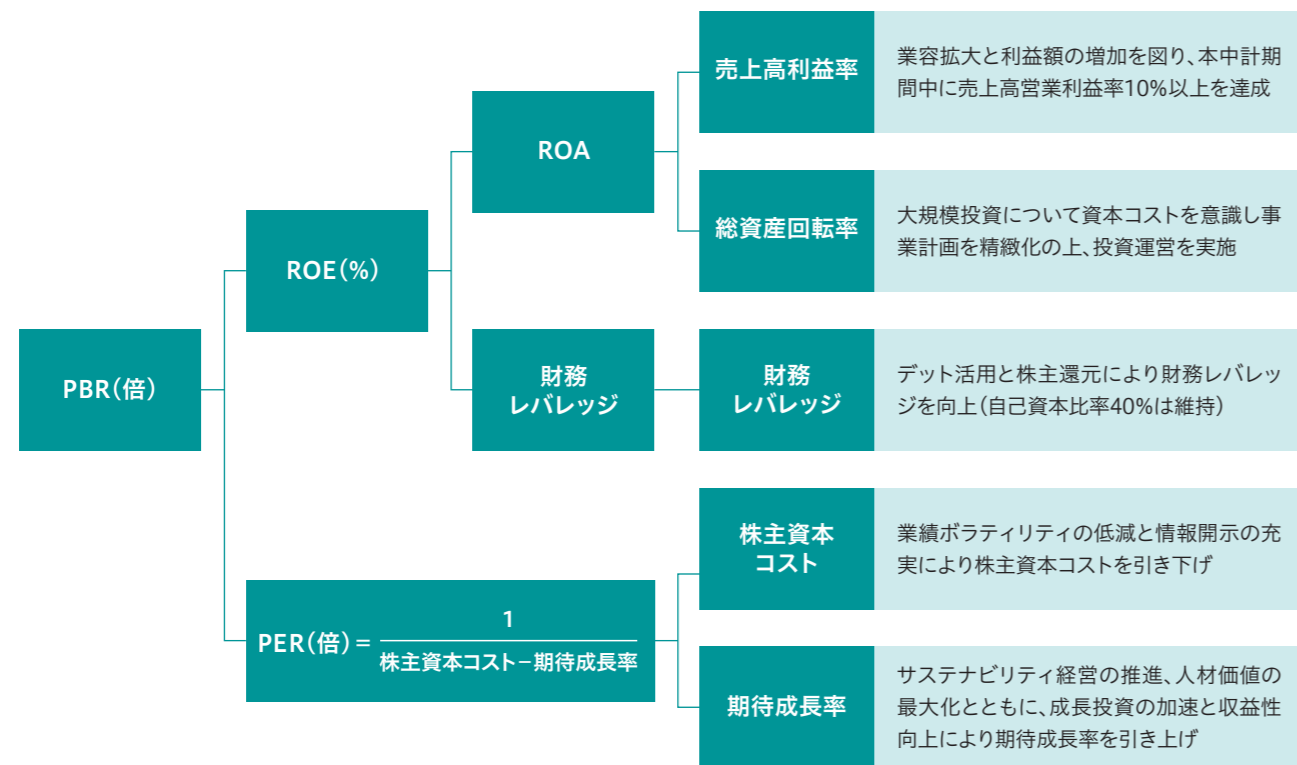 PBR(倍)
ROE(%)
ROA
売上高利益率
業容拡大と利益額の増加を図り、本中計期
間中に売上高営業利益率10%以上を達成
総資産回転率
大規模投資について資本コストを意識し事
業計画を精緻化の上、投資運営を実施
財務
レバレッジ
財務
レバレッジ
デット活用と株主還元により財務レバレッ
ジを向上(自己資本比率40%は維持)
PER(倍)=
1
株主資本コスト−期待成長率
株主資本
コスト
業績ボラティリティの低減と情報開示の充
実により株主資本コストを引き下げ
期待成長率
サステナビリティ経営の推進、人材価値の
最大化とともに、成長投資の加速と収益性
向上により期待成長率を引き上げ